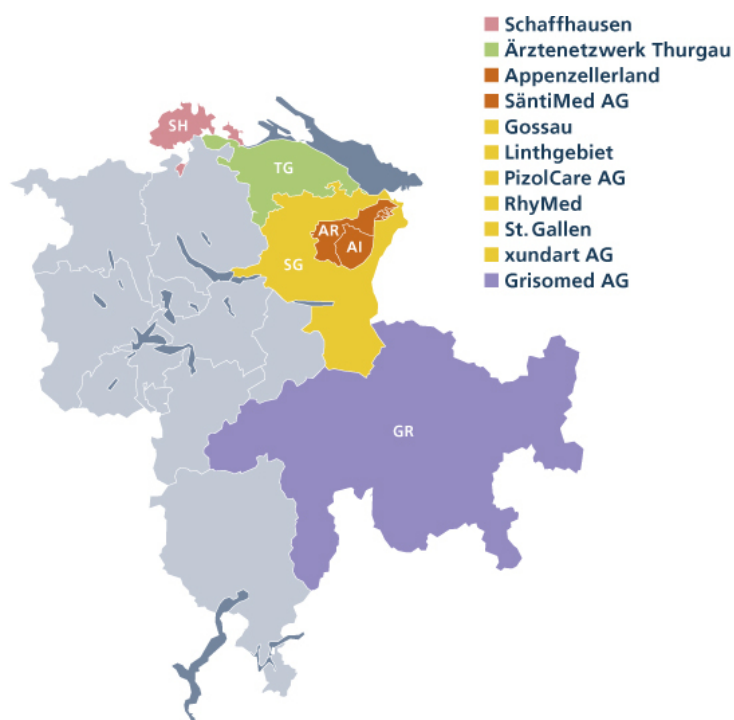 Schaffhausen
Ärztenetzwerk Thurgau
Appenzellerland
SäntiMed AG
Gossau
Linthgebiet
PizolCare AG
RhyMed
St. Gallen
xundart AG
Grisomed AG
SH
TG
AR
AI
SG
GR